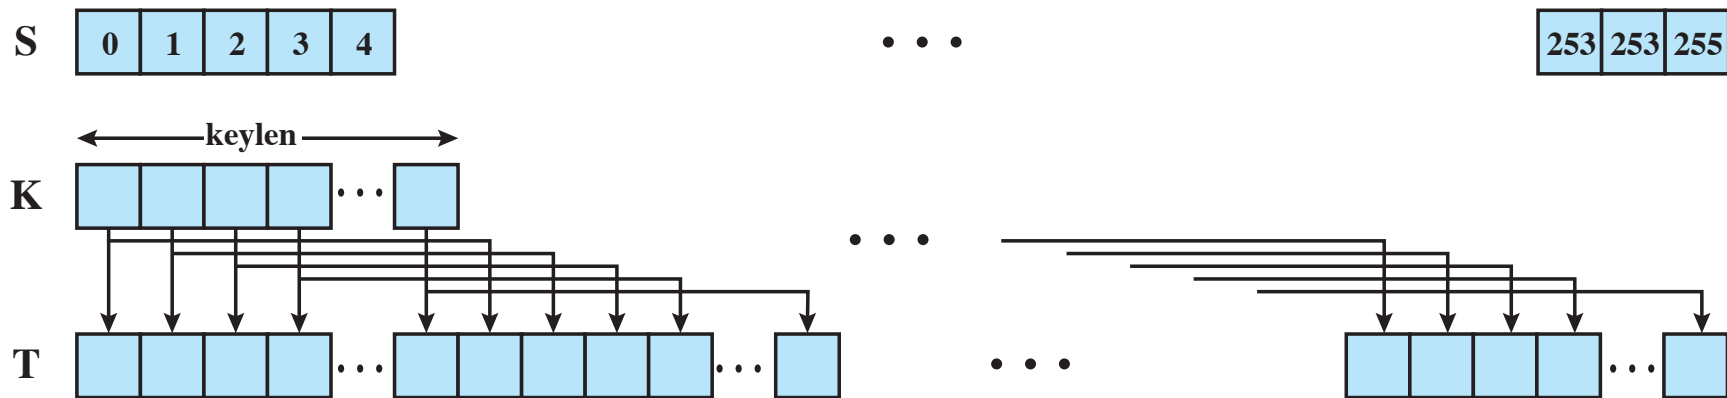 S 0 1 2 3 4 • • • 253 253 255
keylen
K • • •
• • •
T • • • • • • • • • • • •